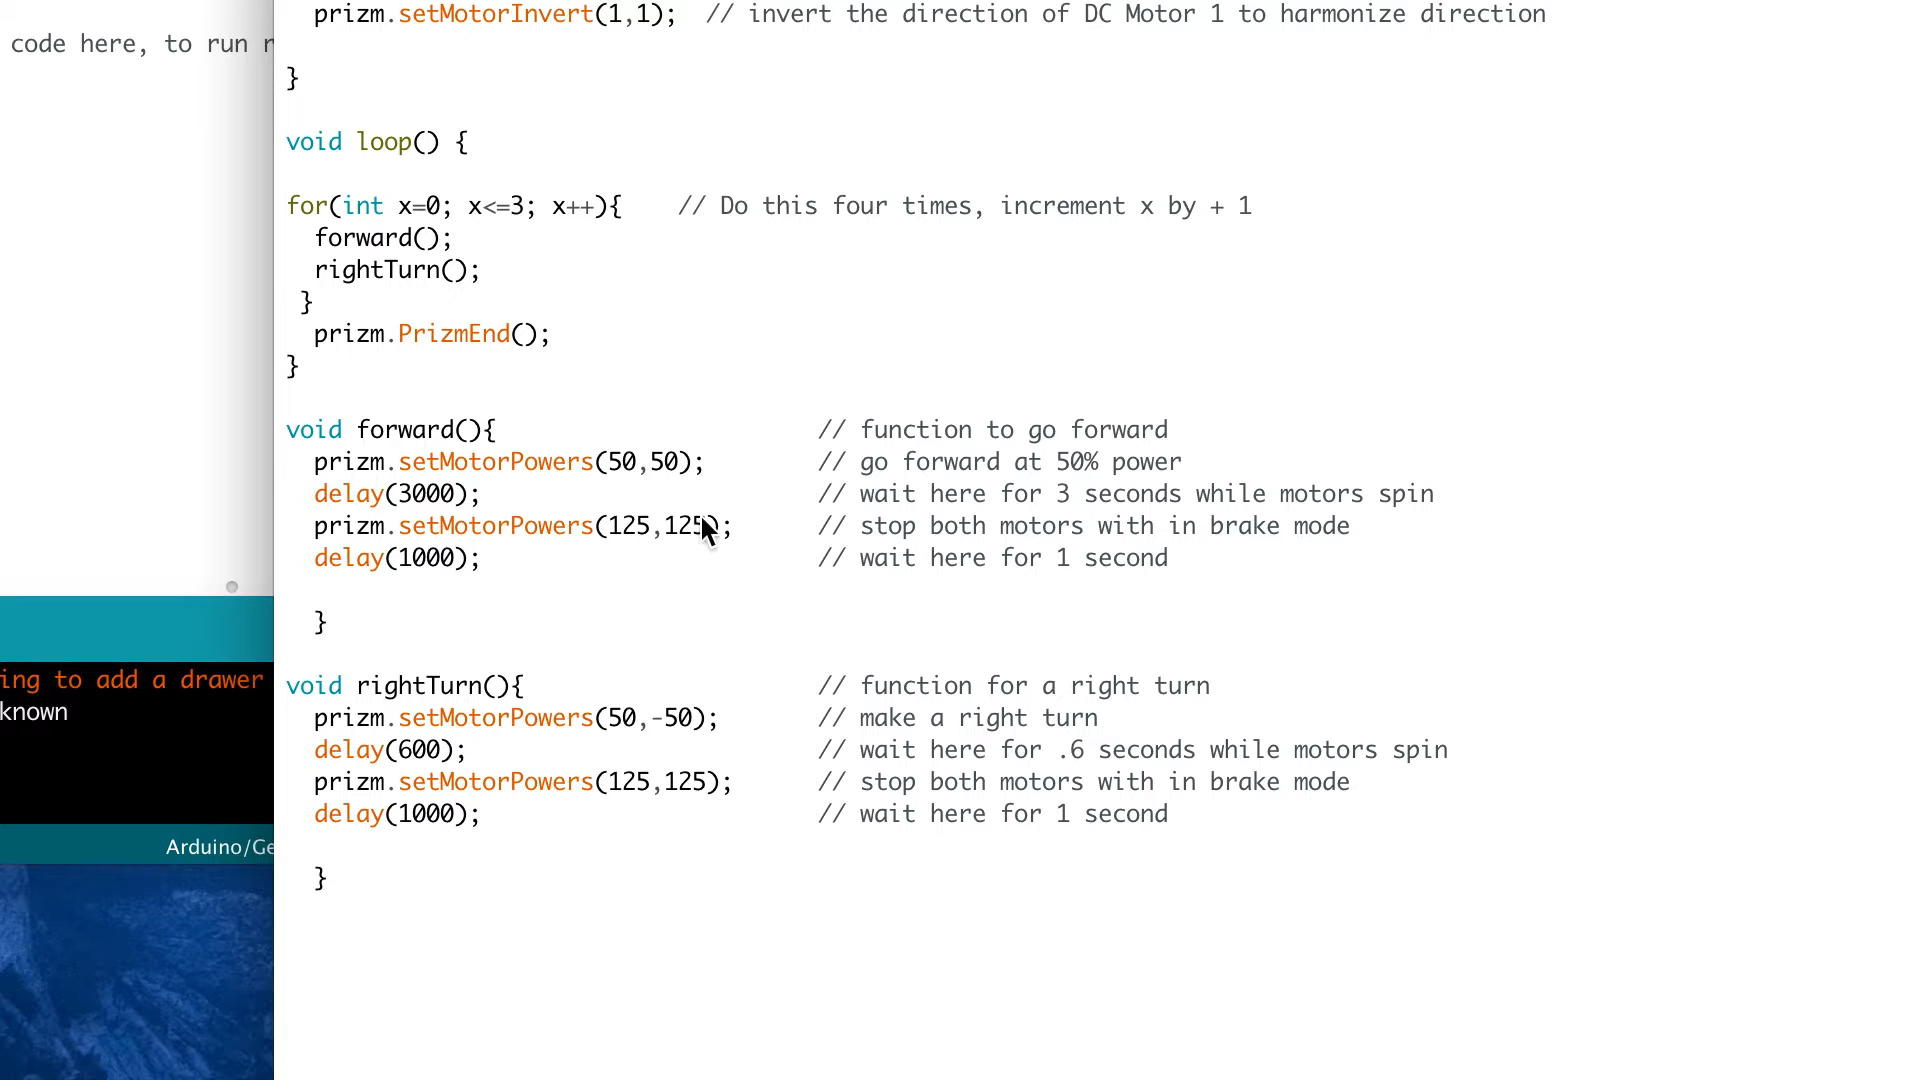 code here, to run
prizm.setMotorInvert(1,1);  // invert the direction of DC Motor 1 to harmonize direction
}
void loop() {
for(int x=0; x<=3; x++){    // Do this four times, increment x by + 1
forward();
rightTurn();
}
prizm.PrizmEnd();
}
void forward(){ // function to go forward
prizm.setMotorPowers(50,50); // go forward at 50% power
delay(3000); // wait here for 3 seconds while motors spin
prizm.setMotorPowers(125,125); // stop both motors with in brake mode
delay(1000); // wait here for 1 second
}
void rightTurn(){ // function for a right turn
prizm.setMotorPowers(50,-50); // make a right turn
delay(600); // wait here for .6 seconds while motors spin
prizm.setMotorPowers(125,125); // stop both motors with in brake mode
delay(1000); // wait here for 1 second
}
ing to add a drawer
known
Arduino/Ge